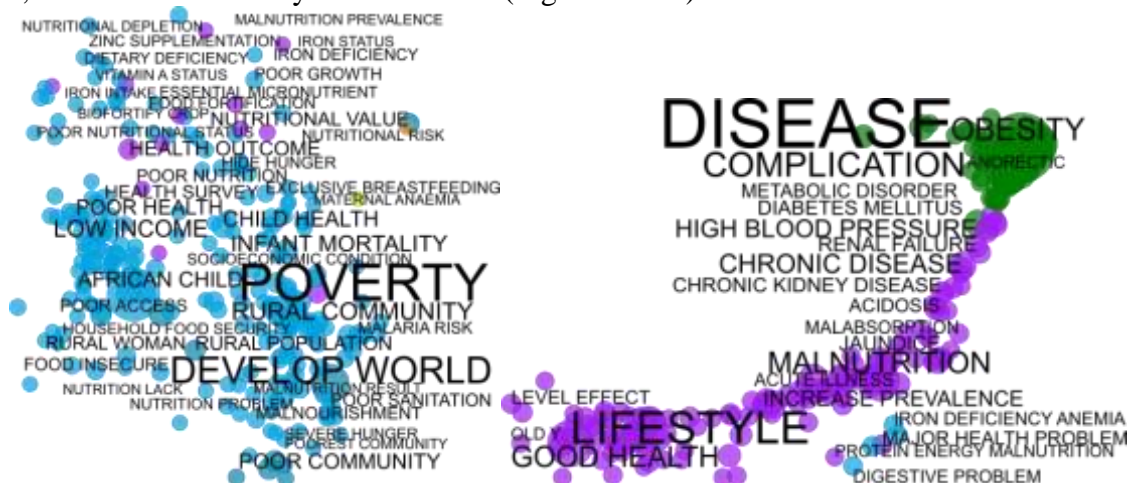 NUTRITIONAL DEPLETION
MALNUTRITION PREVALENCE
ZINC SUPPLEMENTATION
IRON STATUS
DIETARY DEFICIENCY
IRON DEFICIENCY
VITAMIN A STATUS
POOR GROWTH
IRON INTAKE
ESSENTIAL MICRONUTRIENT
FOOD FORTIFICATION
BIOFORTIFY CROP
NUTRITIONAL VALUE
POOR NUTRITIONAL STATUS
NUTRITIONAL RISK
HEALTH OUTCOME
HIDE HUNGER
POOR NUTRITION
HEALTH SURVEY
EXCLUSIVE BREASTFEEDING
MATERNAL ANAEMIA
POOR HEALTH
CHILD HEALTH
LOW INCOME
INFANT MORTALITY
SOCIOECONOMIC CONDITION
AFRICAN CHILD
POVERTY
POOR ACCESS
RURAL COMMUNITY
HOUSEHOLD FOOD SECURITY
MALARIA RISK
RURAL WOMAN
RURAL POPULATION
FOOD INSECURE
DEVELOP WORLD
NUTRITION LACK
MALNUTRITION RESULT
NUTRITION PROBLEM
POOR SANITATION
MALNOURISHMENT
SEVERE HUNGER
POOREST COMMUNITY
POOR COMMUNITY
DISEASE
OBESITY
COMPLICATION
ANORECTIC
METABOLIC DISORDER
DIABETES MELLITUS
HIGH BLOOD PRESSURE
RENAL FAILURE
CHRONIC DISEASE
CHRONIC KIDNEY DISEASE
ACIDOSIS
MALABSORPTION
JAUNDICE
MALNUTRITION
ACUTE ILLNESS
LEVEL EFFECT
INCREASE PREVALENCE
IRON DEFICIENCY ANEMIA
OLD Y
LIFESTYLE
MAJOR HEALTH PROBLEM
GOOD HEALTH
PROTEIN ENERGY MALNUTRITION
DIGESTIVE PROBLEM